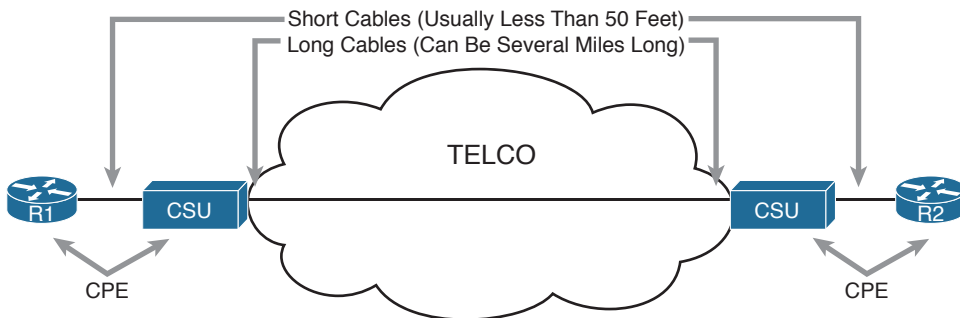 Short Cables (Usually Less Than 50 Feet)
Long Cables (Can Be Several Miles Long)
TELCO
R1
CSU
CSU
R2
CPE
CPE